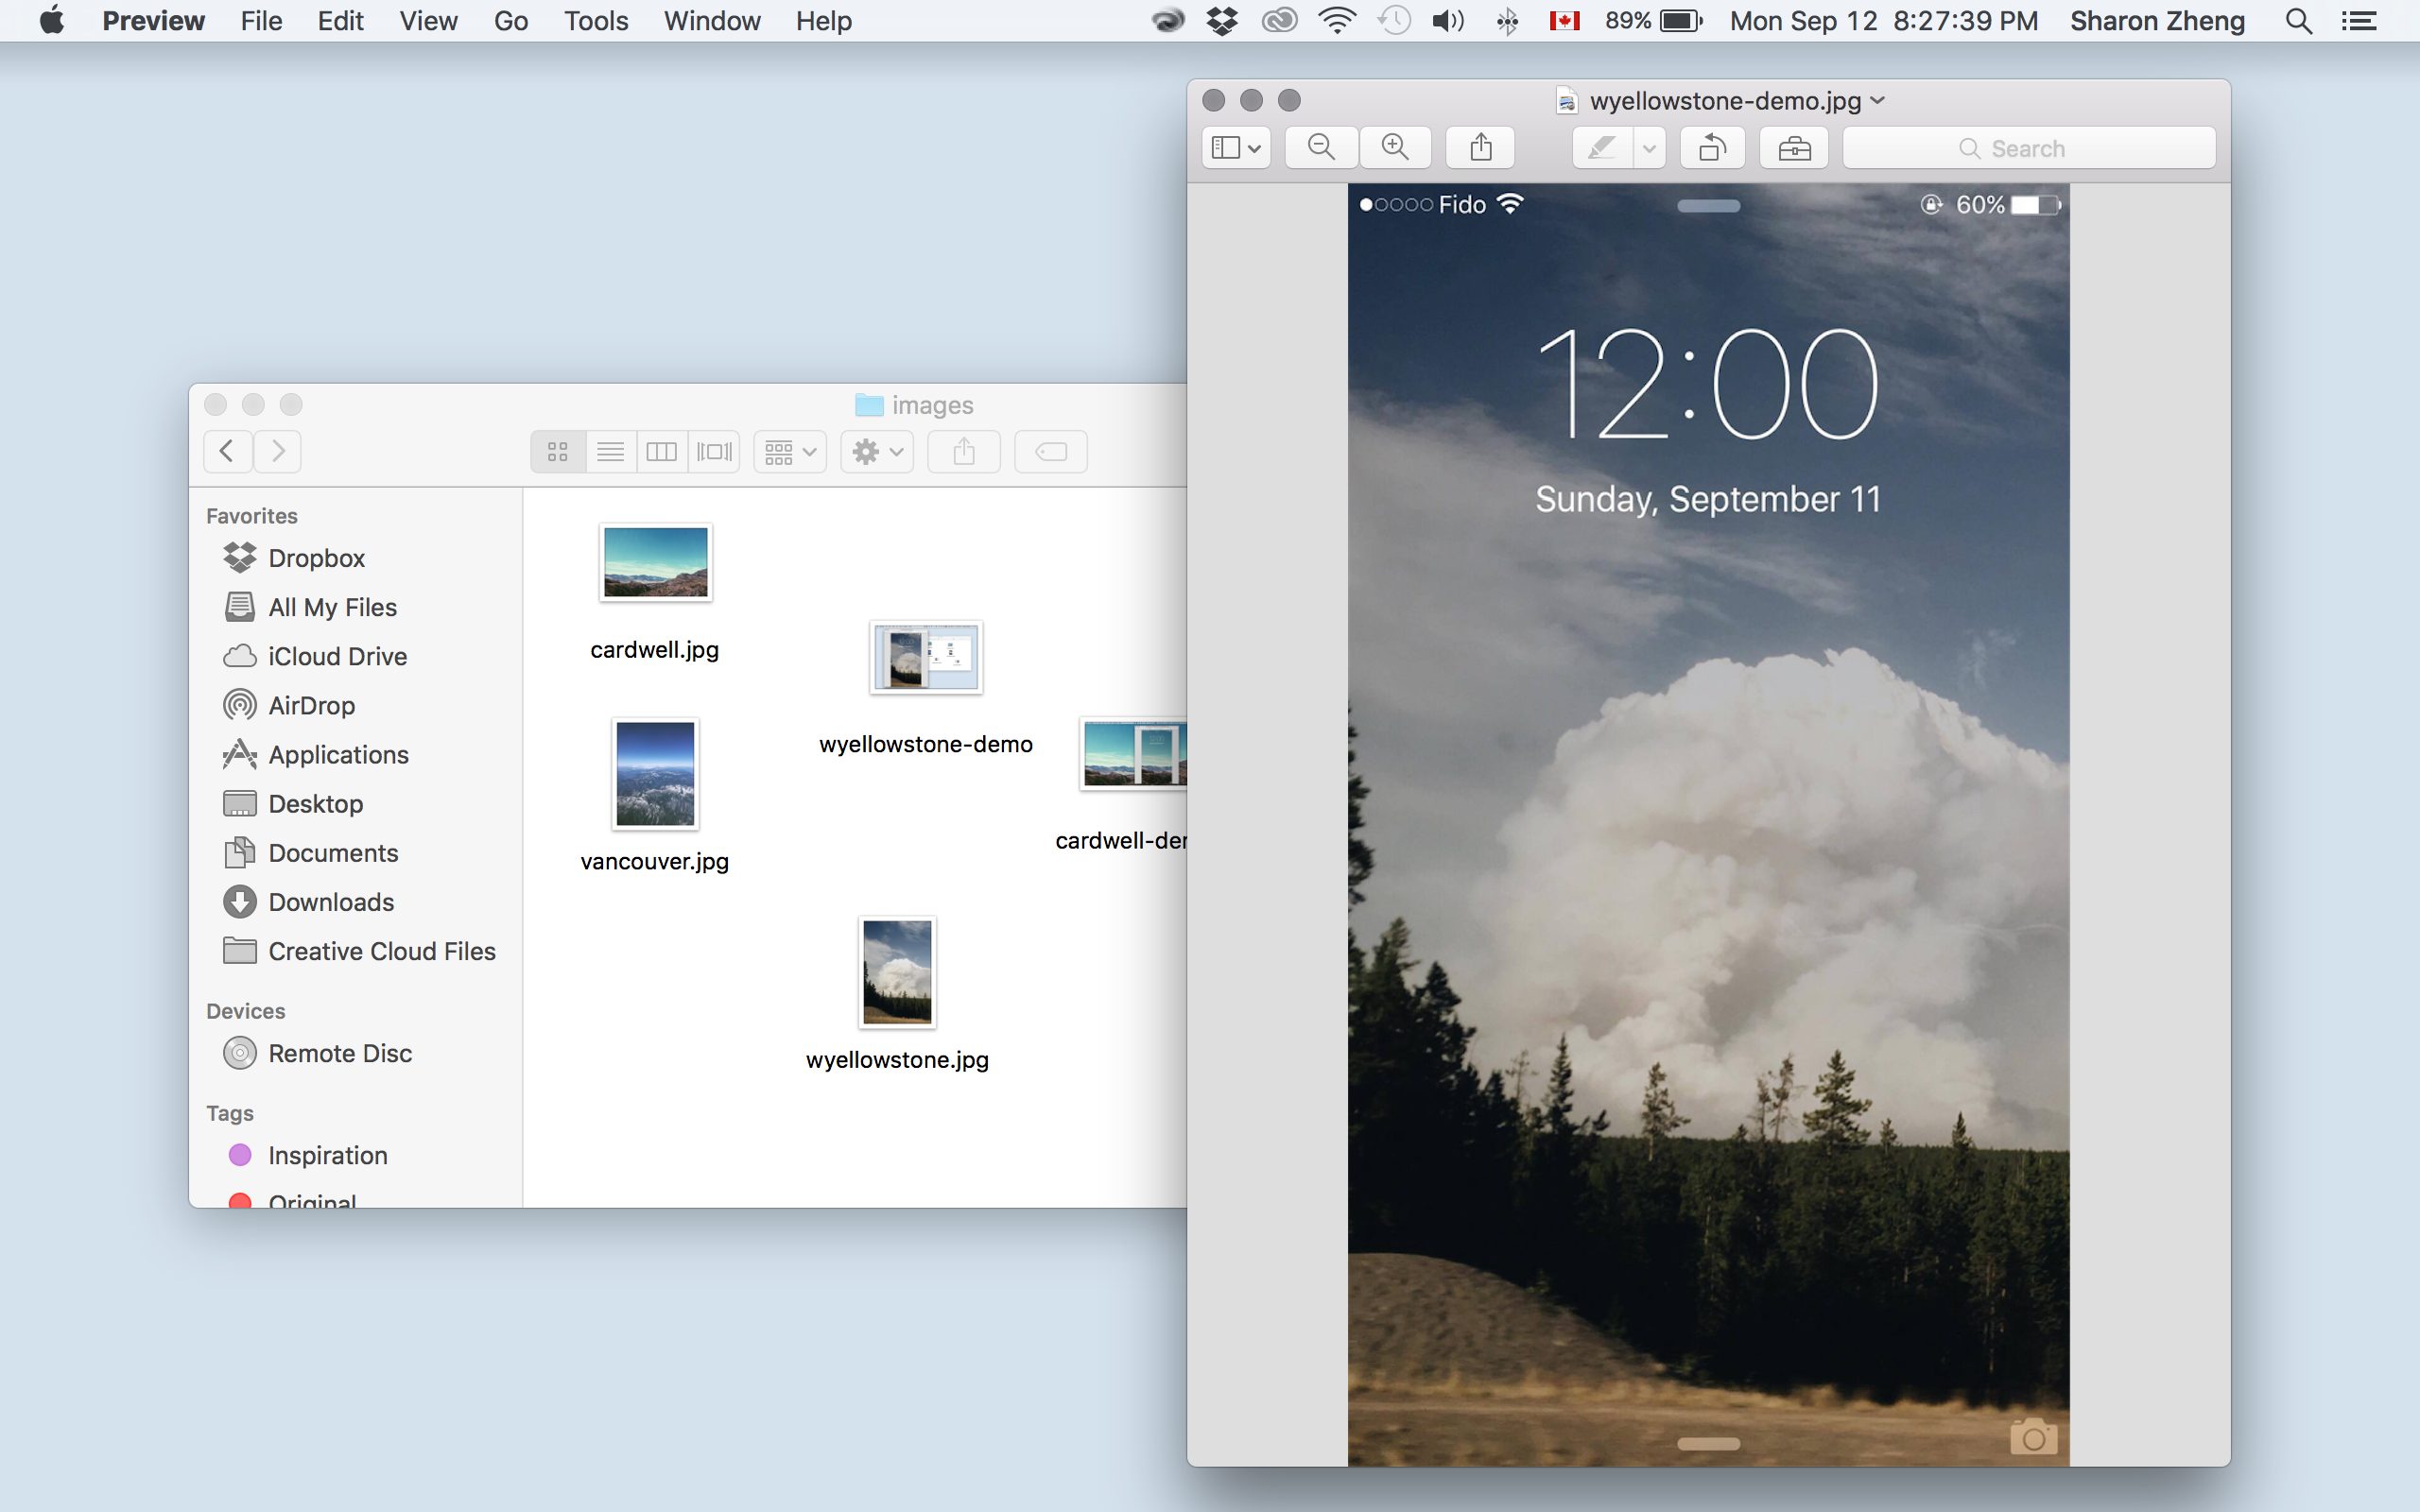 Preview File Edit View Go Tools Window Help 89% Mon Sep 12 8:27:39 PM Sharon Zheng
images
Favorites
Dropbox
All My Files
iCloud Drive
AirDrop
Applications
Desktop
Documents
Downloads
Creative Cloud Files
Devices
Remote Disc
Tags
Inspiration
Original
cardwell.jpg
wyellowstone-demo
vancouver.jpg
cardwell-der
wyellowstone.jpg
wyellowstone-demo.jpg
Search
Fido 60%
12:00
Sunday, September 11